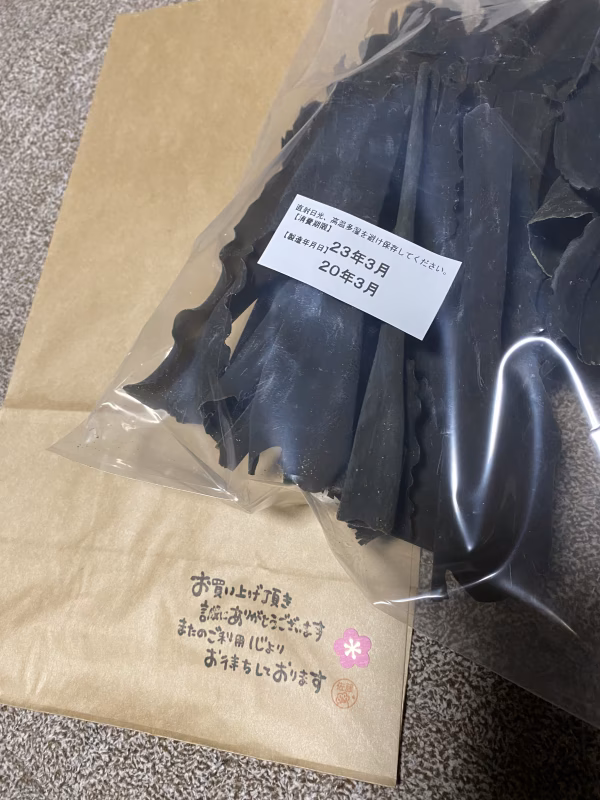 直射日光、高温多湿を避け保存してください。
【消費期限】
23年3月
【製造年月日】
20年3月
お買い上げ頂き
誠にありがとうございます
またのご利用心より
お待ちしております